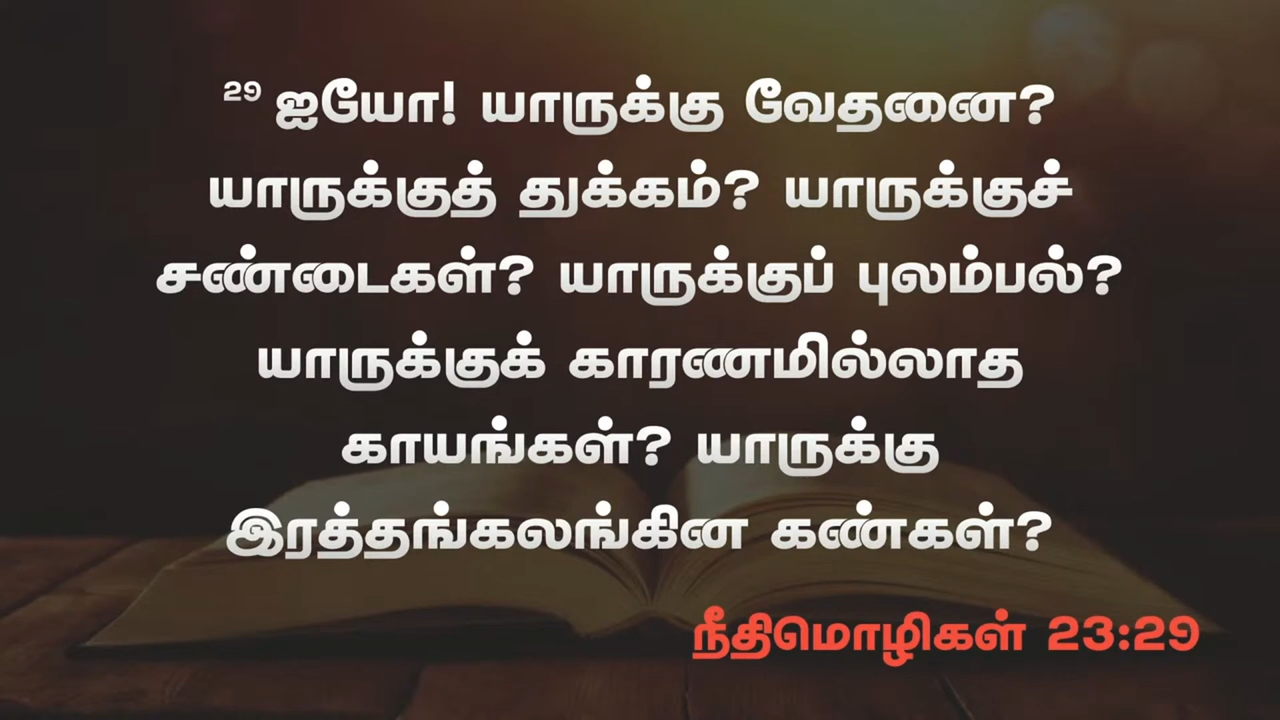 29 ஐயோ! யாருக்கு வேதனை?
யாருக்குத் துக்கம்? யாருக்குச்
சண்டைகள்? யாருக்குப் புலம்பல்?
யாருக்குக் காரணமில்லாத
காயங்கள்? யாருக்கு
இரத்தங்கலங்கின கண்கள்?
நீதிமொழிகள் 23:29